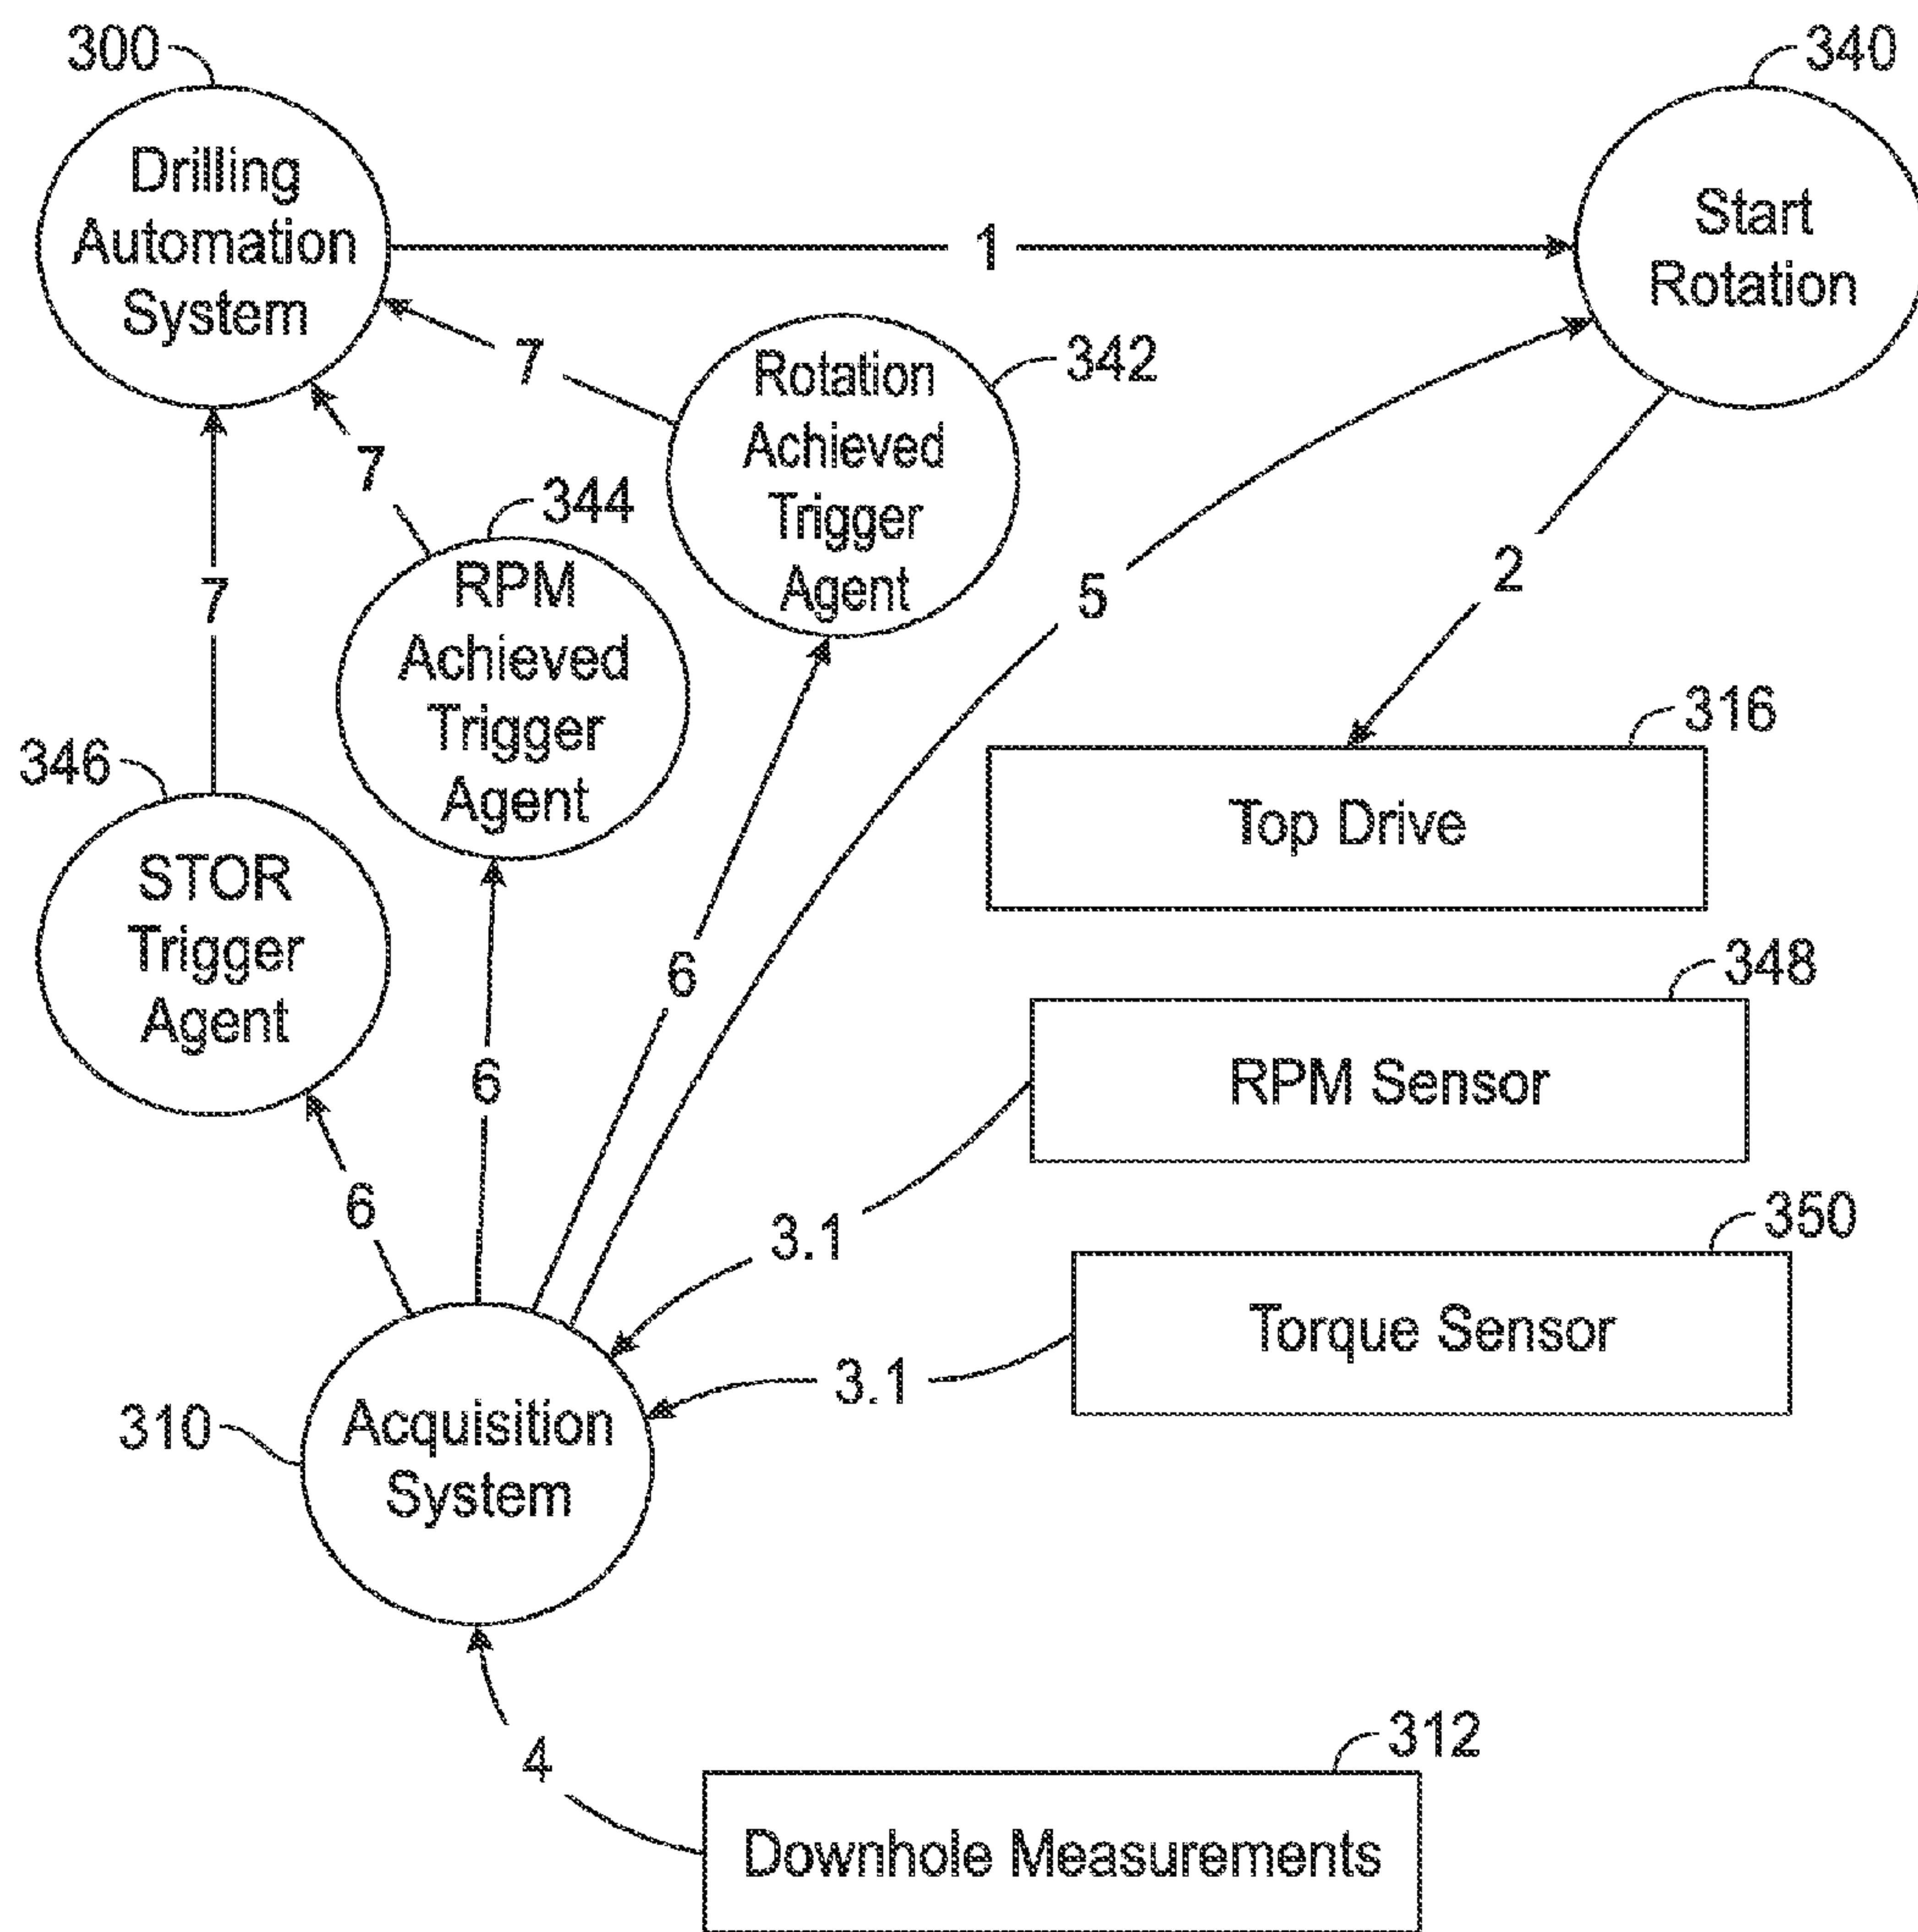 300
340
Drilling
Automation
System
1
Start
Rotation
7
Rotation
Achieved
Trigger
Agent
342
7
344
RPM
Achieved
Trigger
Agent
7
5
2
346
STOR
Trigger
Agent
316
Top Drive
6
348
RPM Sensor
6
6
3.1
350
Torque Sensor
3.1
310
Acquisition
System
4
312
Downhole Measurements